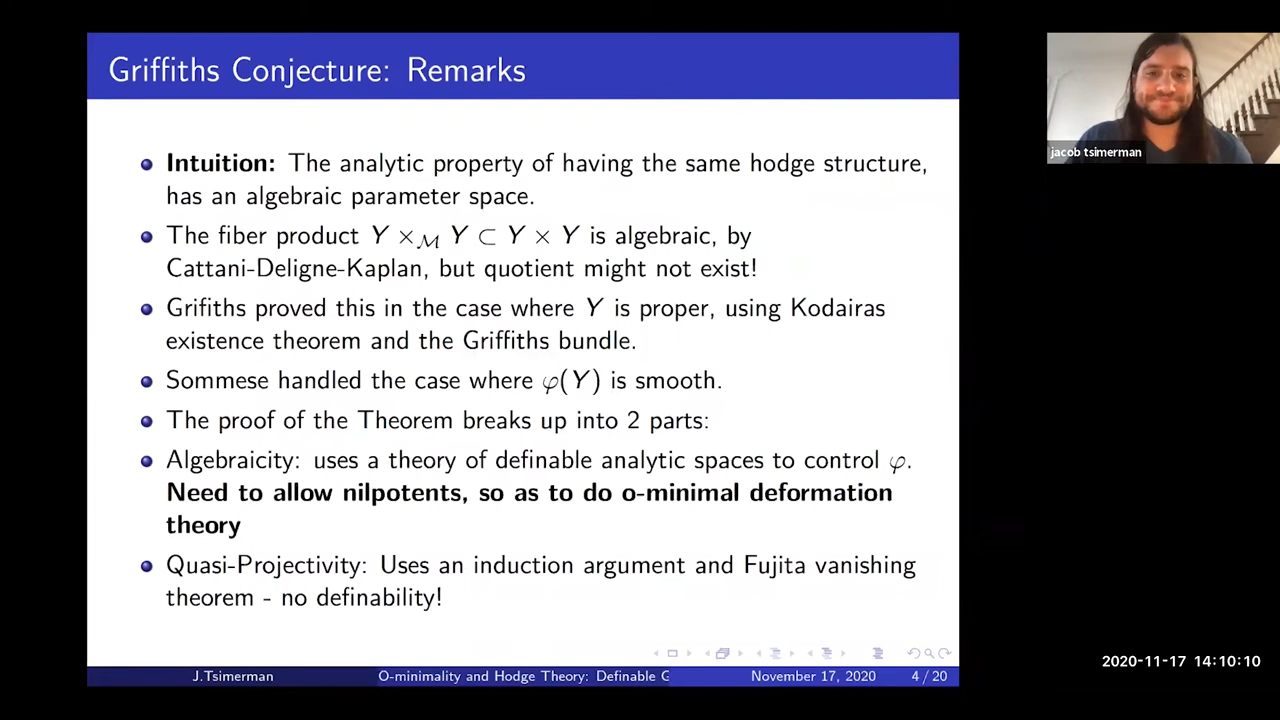 Griffiths Conjecture: Remarks
Intuition: The analytic property of having the same hodge structure,
has an algebraic parameter space.
The fiber product Y ×_ℳ Y ⊂ Y × Y is algebraic, by
Cattani-Deligne-Kaplan, but quotient might not exist!
Grifiths proved this in the case where Y is proper, using Kodairas
existence theorem and the Griffiths bundle.
Sommese handled the case where φ(Y) is smooth.
The proof of the Theorem breaks up into 2 parts:
Algebraicity: uses a theory of definable analytic spaces to control φ.
Need to allow nilpotents, so as to do o-minimal deformation
theory
Quasi-Projectivity: Uses an induction argument and Fujita vanishing
theorem - no definability!
J.Tsimerman
O-minimality and Hodge Theory: Definable G
November 17, 2020
4 / 20
jacob tsimerman
2020-11-17 14:10:10